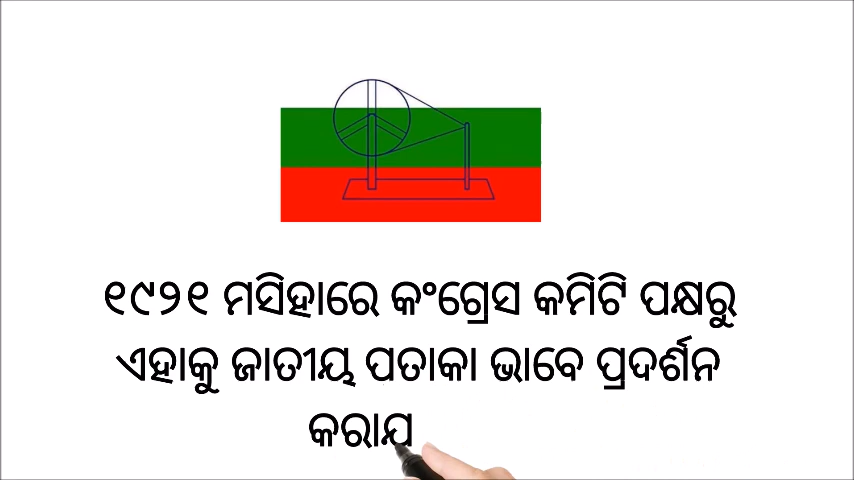 ୧୯୨୧ ମସିହାରେ କଂଗ୍ରେସ କମିଟି ପକ୍ଷରୁ
ଏହାକୁ ଜାତୀୟ ପତାକା ଭାବେ ପ୍ରଦର୍ଶନ
କରାଯ